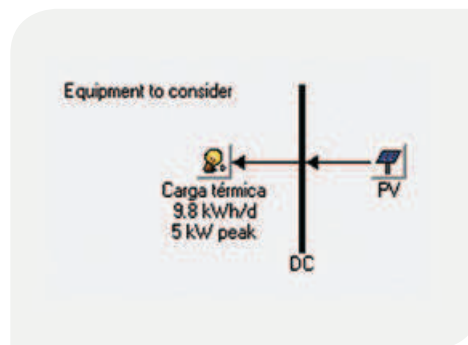 Equipment to consider
Carga térmica
9.8 kWh/d
5 kW peak
PV
DC